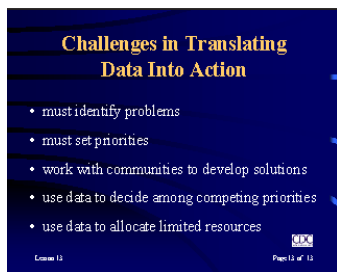 Challenges in Translating
Data Into Action
• must identify problems
• must set priorities
• work with communities to develop solutions
• use data to decide among competing priorities
• use data to allocate limited resources
CDC
Lesson 13 Page 13 of 13